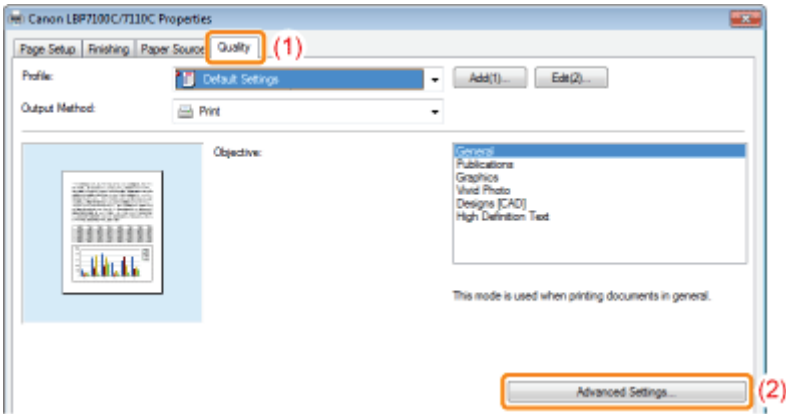 Canon LBP7100C/7110C Properties
Page Setup Finishing Paper Source Quality (1)
Profile: Default Settings Add(1)... Edit(2)...
Output Method: Print
Objective:
General
Publications
Graphics
Vivid Photo
Designs [CAD]
High Definition Text
This mode is used when printing documents in general.
Advanced Settings... (2)